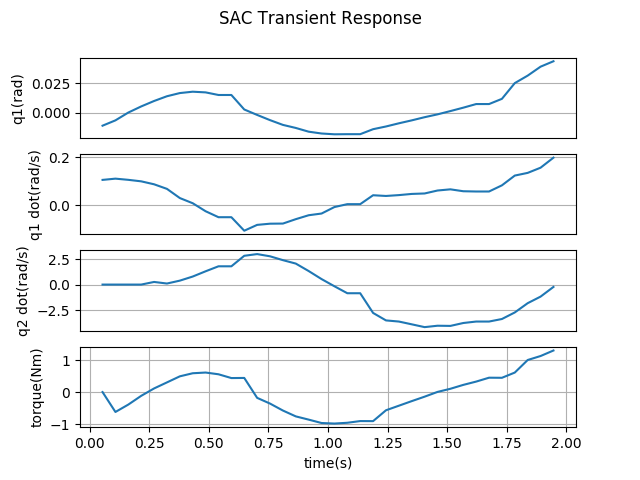 SAC Transient Response
q1(rad)
0.025
0.000
q1 dot(rad/s)
0.2
0.0
q2 dot(rad/s)
2.5
0.0
−2.5
torque(Nm)
1
0
−1
0.00 0.25 0.50 0.75 1.00 1.25 1.50 1.75 2.00
time(s)